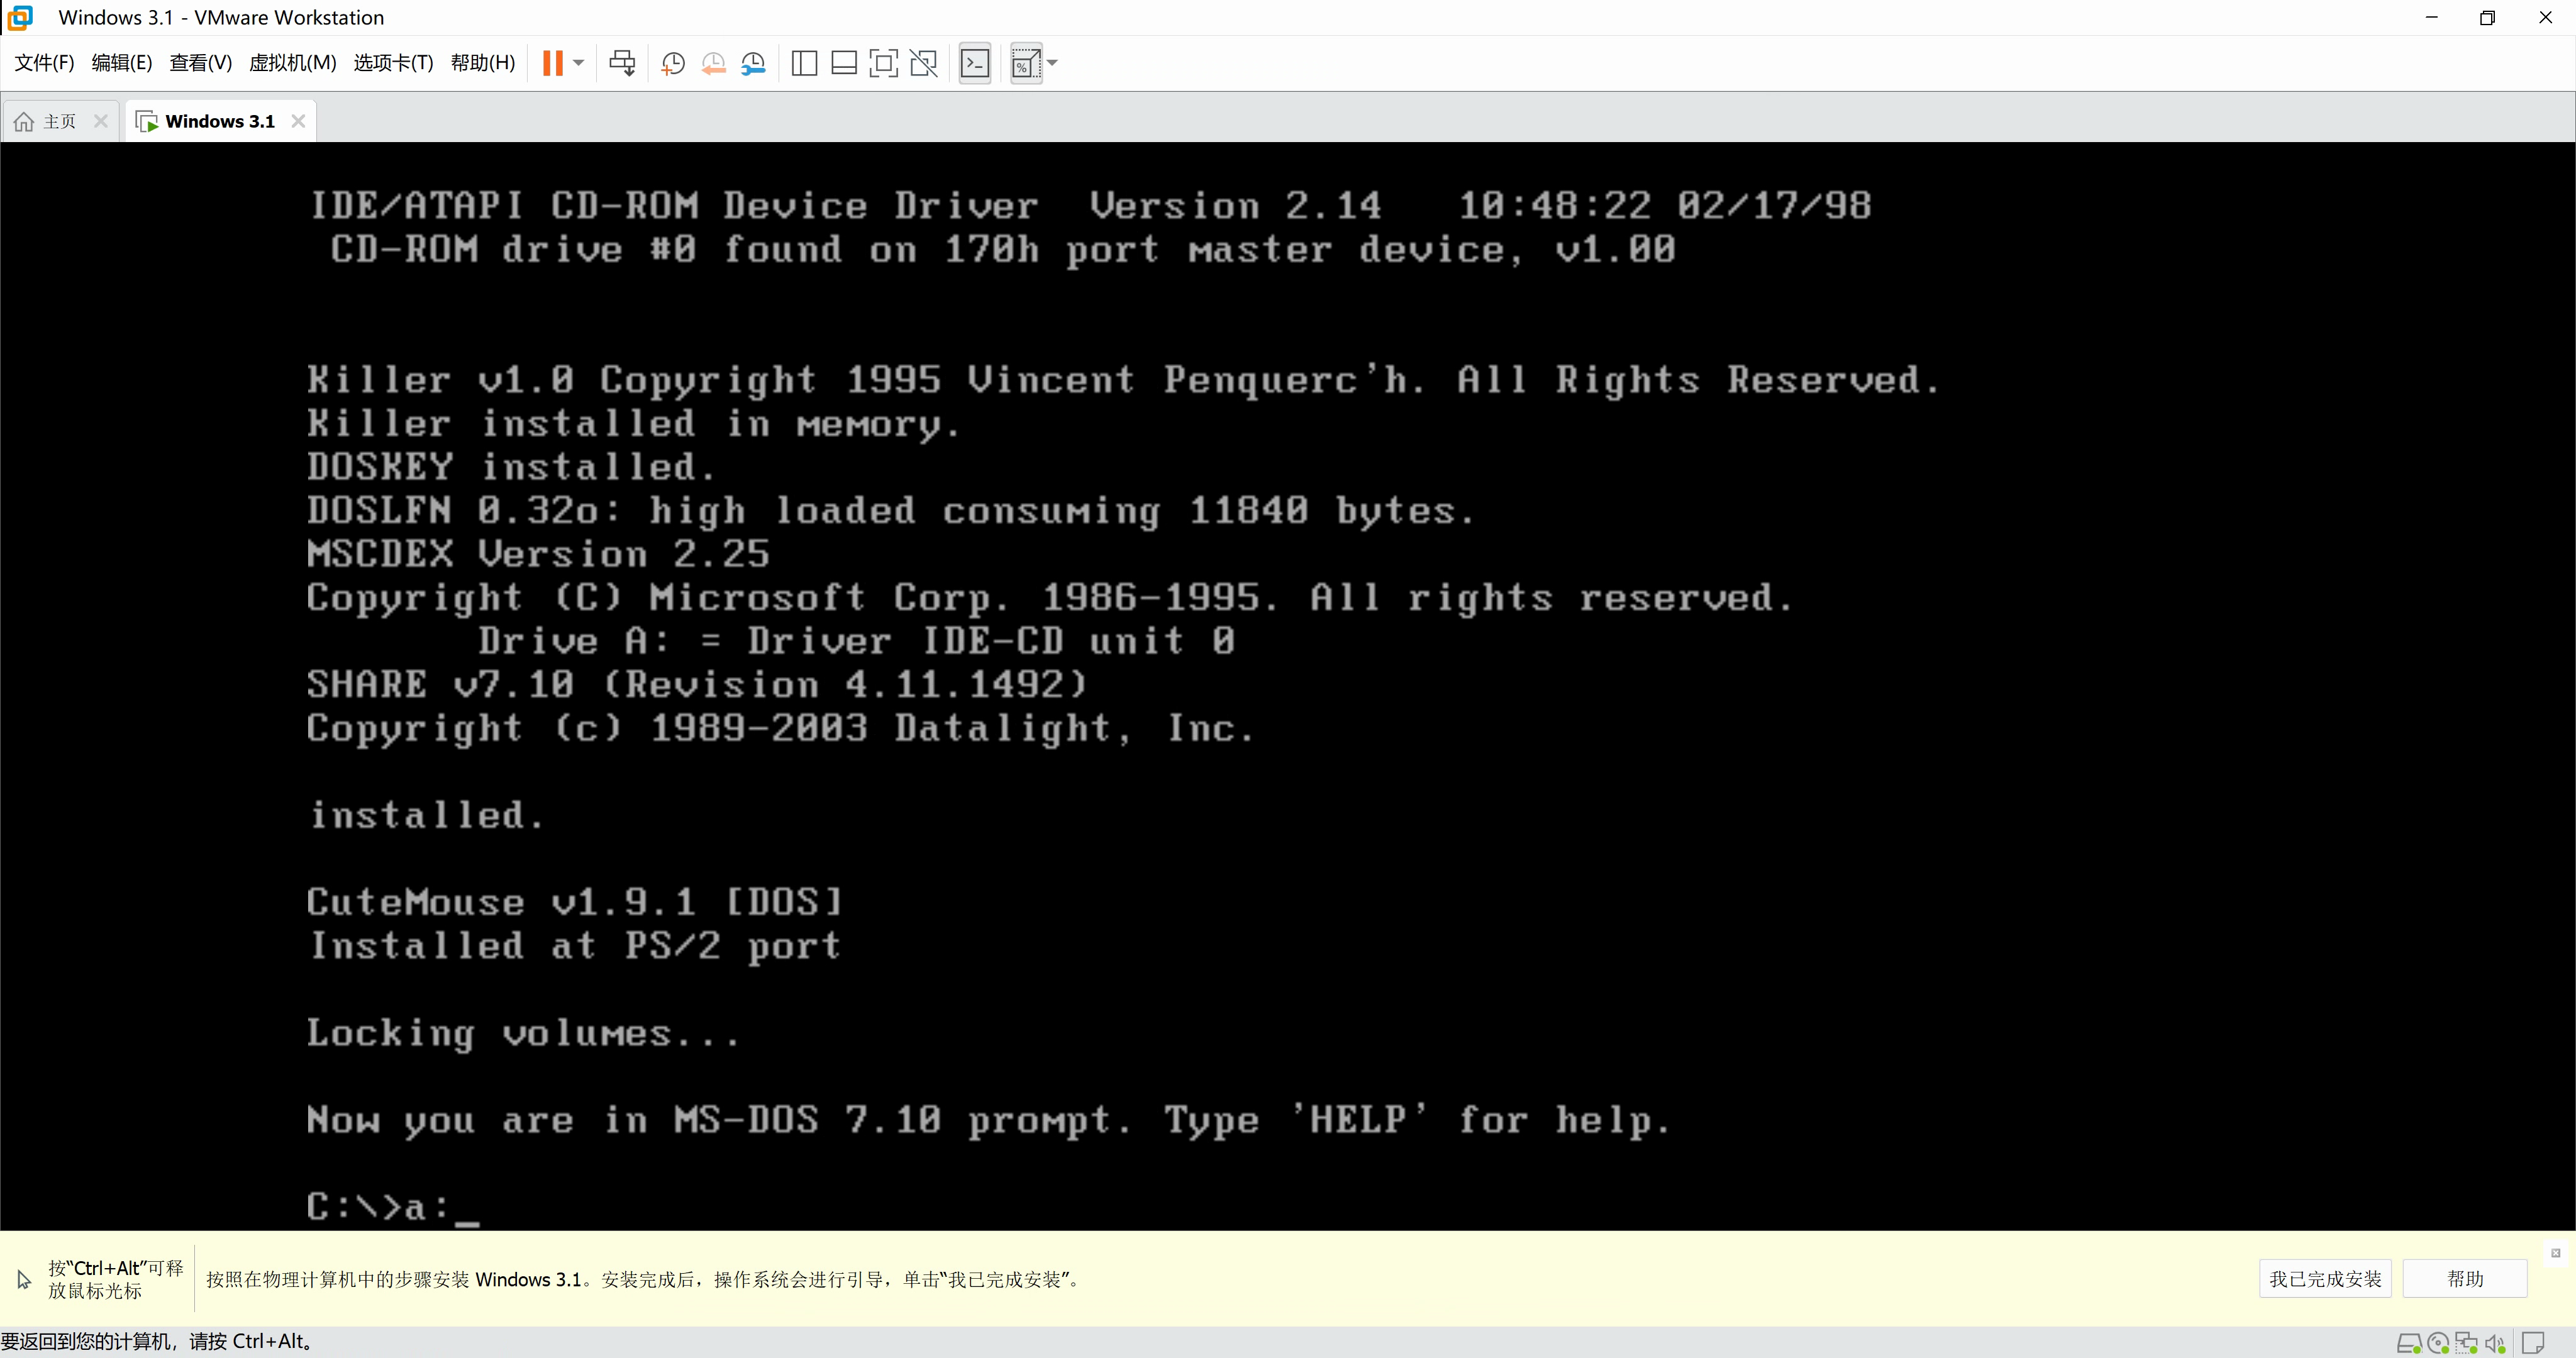 Windows 3.1 - VMware Workstation
文件(F) 编辑(E) 查看(V) 虚拟机(M) 选项卡(T) 帮助(H)
主页 Windows 3.1
IDE/ATAPI CD-ROM Device Driver Version 2.14 10:48:22 02/17/98
CD-ROM drive #0 found on 170h port master device, v1.00
Killer v1.0 Copyright 1995 Vincent Penquerc'h. All Rights Reserved.
Killer installed in memory.
DOSKEY installed.
DOSLFN 0.32o: high loaded consuming 11840 bytes.
MSCDEX Version 2.25
Copyright (C) Microsoft Corp. 1986-1995. All rights reserved.
Drive A: = Driver IDE-CD unit 0
SHARE v7.10 (Revision 4.11.1492)
Copyright (c) 1989-2003 Datalight, Inc.
installed.
CuteMouse v1.9.1 [DOS]
Installed at PS/2 port
Locking volumes...
Now you are in MS-DOS 7.10 prompt. Type 'HELP' for help.
C:\>a:_
按“Ctrl+Alt”可释
放鼠标光标
按照在物理计算机中的步骤安装 Windows 3.1。安装完成后，操作系统会进行引导，单击“我已完成安装”。
我已完成安装 帮助
要返回到您的计算机，请按 Ctrl+Alt。